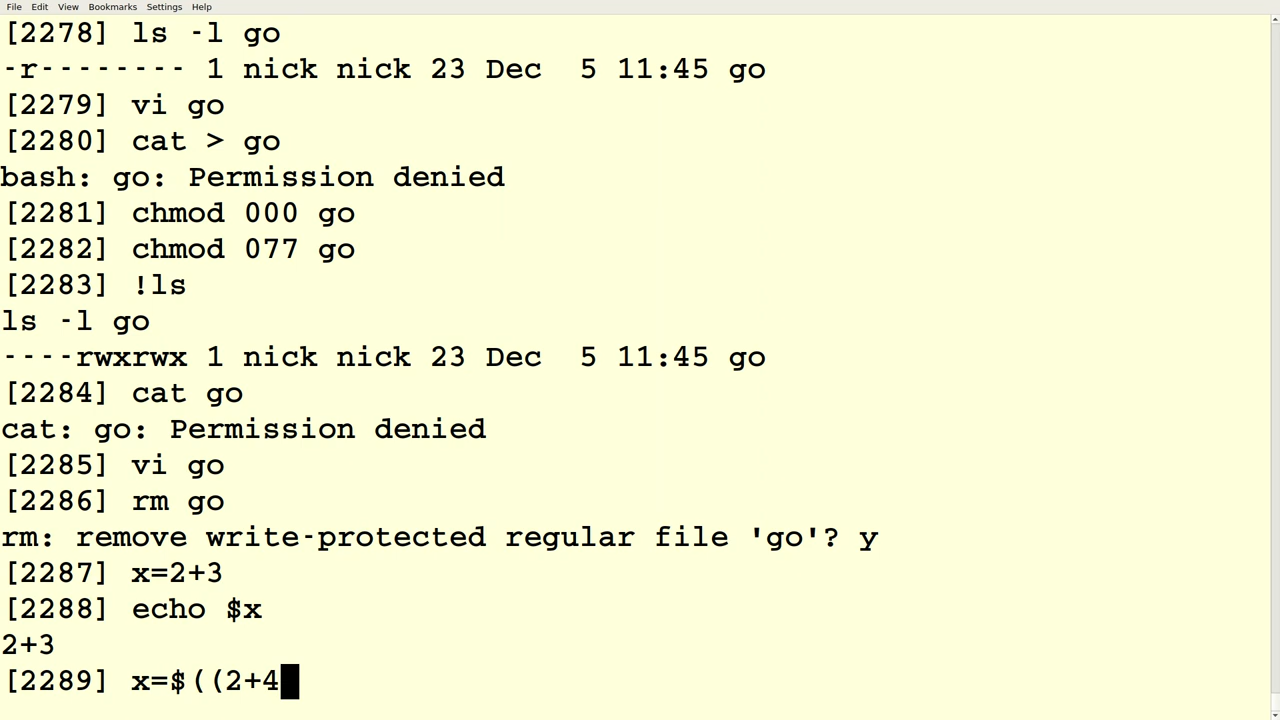 File Edit View Bookmarks Settings Help
[2278] ls -l go
-r-------- 1 nick nick 23 Dec  5 11:45 go
[2279] vi go
[2280] cat > go
bash: go: Permission denied
[2281] chmod 000 go
[2282] chmod 077 go
[2283] !ls
ls -l go
----rwxrwx 1 nick nick 23 Dec  5 11:45 go
[2284] cat go
cat: go: Permission denied
[2285] vi go
[2286] rm go
rm: remove write-protected regular file 'go'? y
[2287] x=2+3
[2288] echo $x
2+3
[2289] x=$((2+4